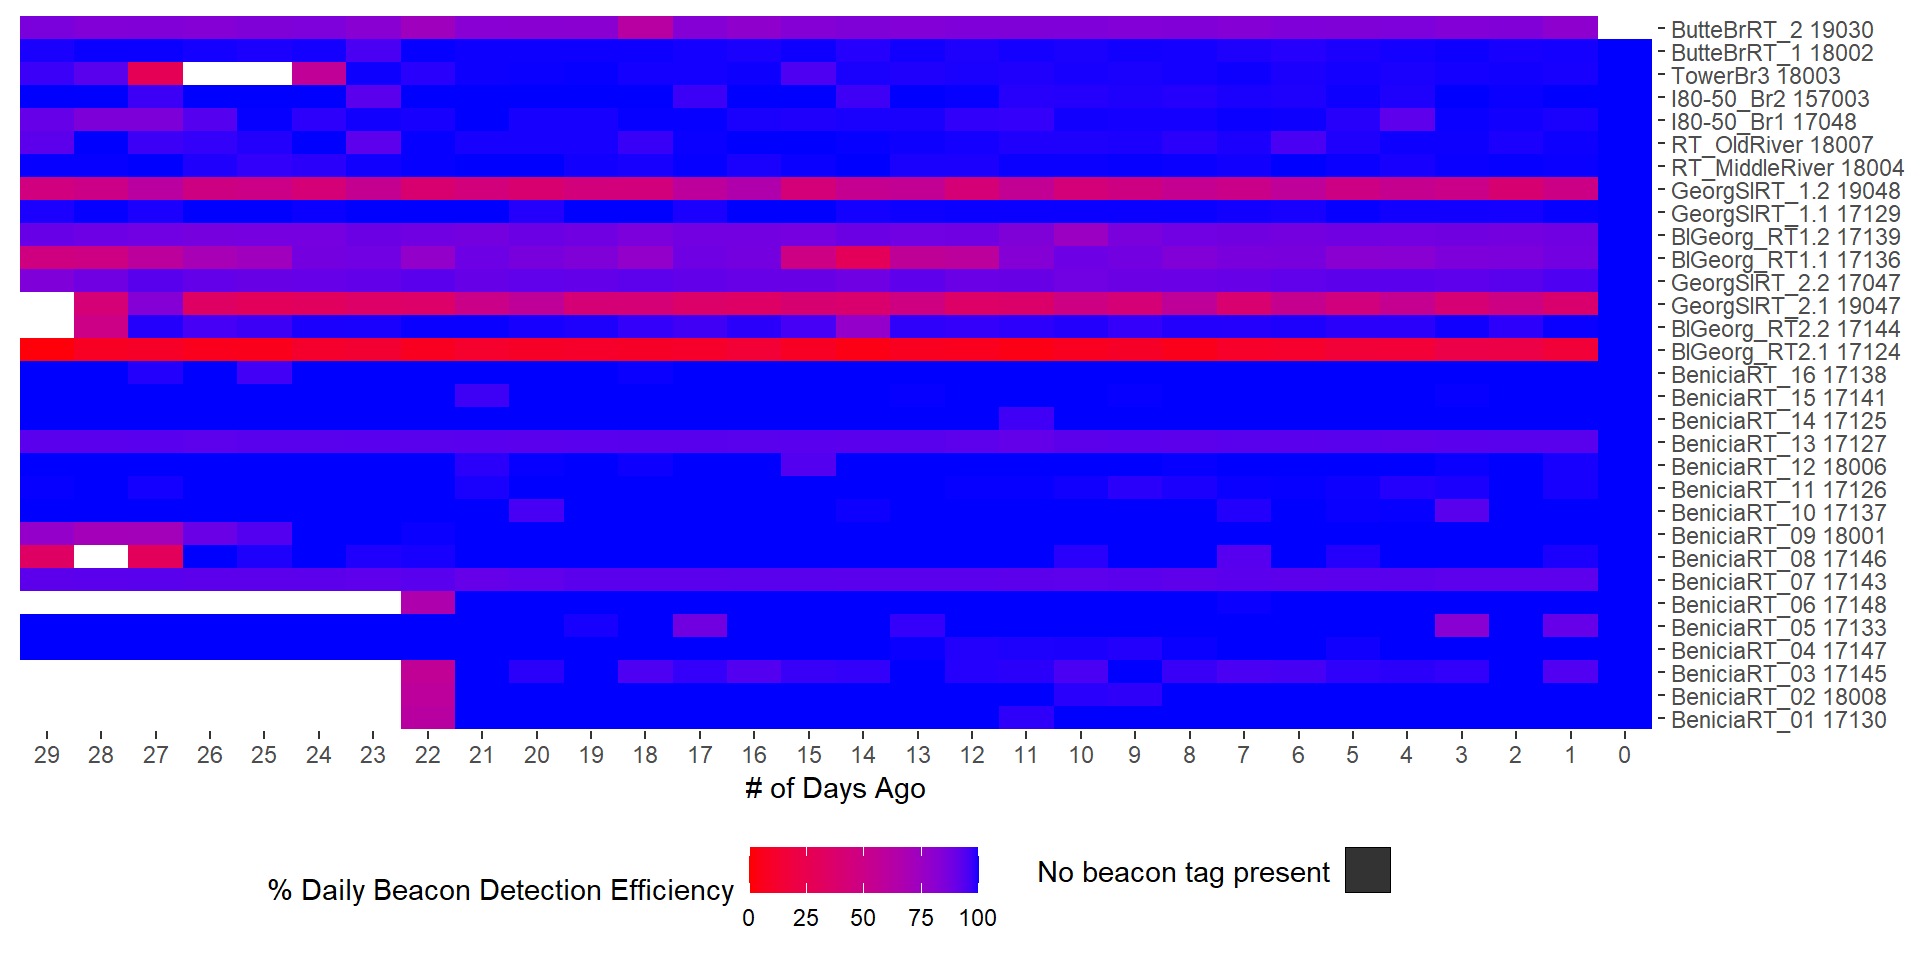 ButteBrRT_2 19030
ButteBrRT_1 18002
TowerBr3 18003
I80-50_Br2 157003
I80-50_Br1 17048
RT_OldRiver 18007
RT_MiddleRiver 18004
GeorgSlRT_1.2 19048
GeorgSlRT_1.1 17129
BlGeorg_RT1.2 17139
BlGeorg_RT1.1 17136
GeorgSlRT_2.2 17047
GeorgSlRT_2.1 19047
BlGeorg_RT2.2 17144
BlGeorg_RT2.1 17124
BeniciaRT_16 17138
BeniciaRT_15 17141
BeniciaRT_14 17125
BeniciaRT_13 17127
BeniciaRT_12 18006
BeniciaRT_11 17126
BeniciaRT_10 17137
BeniciaRT_09 18001
BeniciaRT_08 17146
BeniciaRT_07 17143
BeniciaRT_06 17148
BeniciaRT_05 17133
BeniciaRT_04 17147
BeniciaRT_03 17145
BeniciaRT_02 18008
BeniciaRT_01 17130
29 28 27 26 25 24 23 22 21 20 19 18 17 16 15 14 13 12 11 10 9 8 7 6 5 4 3 2 1 0
# of Days Ago
% Daily Beacon Detection Efficiency
0 25 50 75 100
No beacon tag present